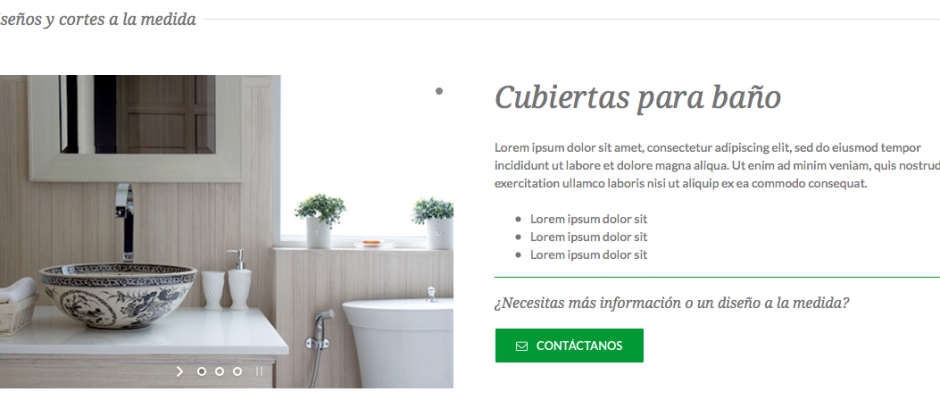 seños y cortes a la medida
Cubiertas para baño
Lorem ipsum dolor sit amet, consectetur adipiscing elit, sed do eiusmod tempor
incididunt ut labore et dolore magna aliqua. Ut enim ad minim veniam, quis nostrud
exercitation ullamco laboris nisi ut aliquip ex ea commodo consequat.
Lorem ipsum dolor sit
Lorem ipsum dolor sit
Lorem ipsum dolor sit
¿Necesitas más información o un diseño a la medida?
CONTÁCTANOS